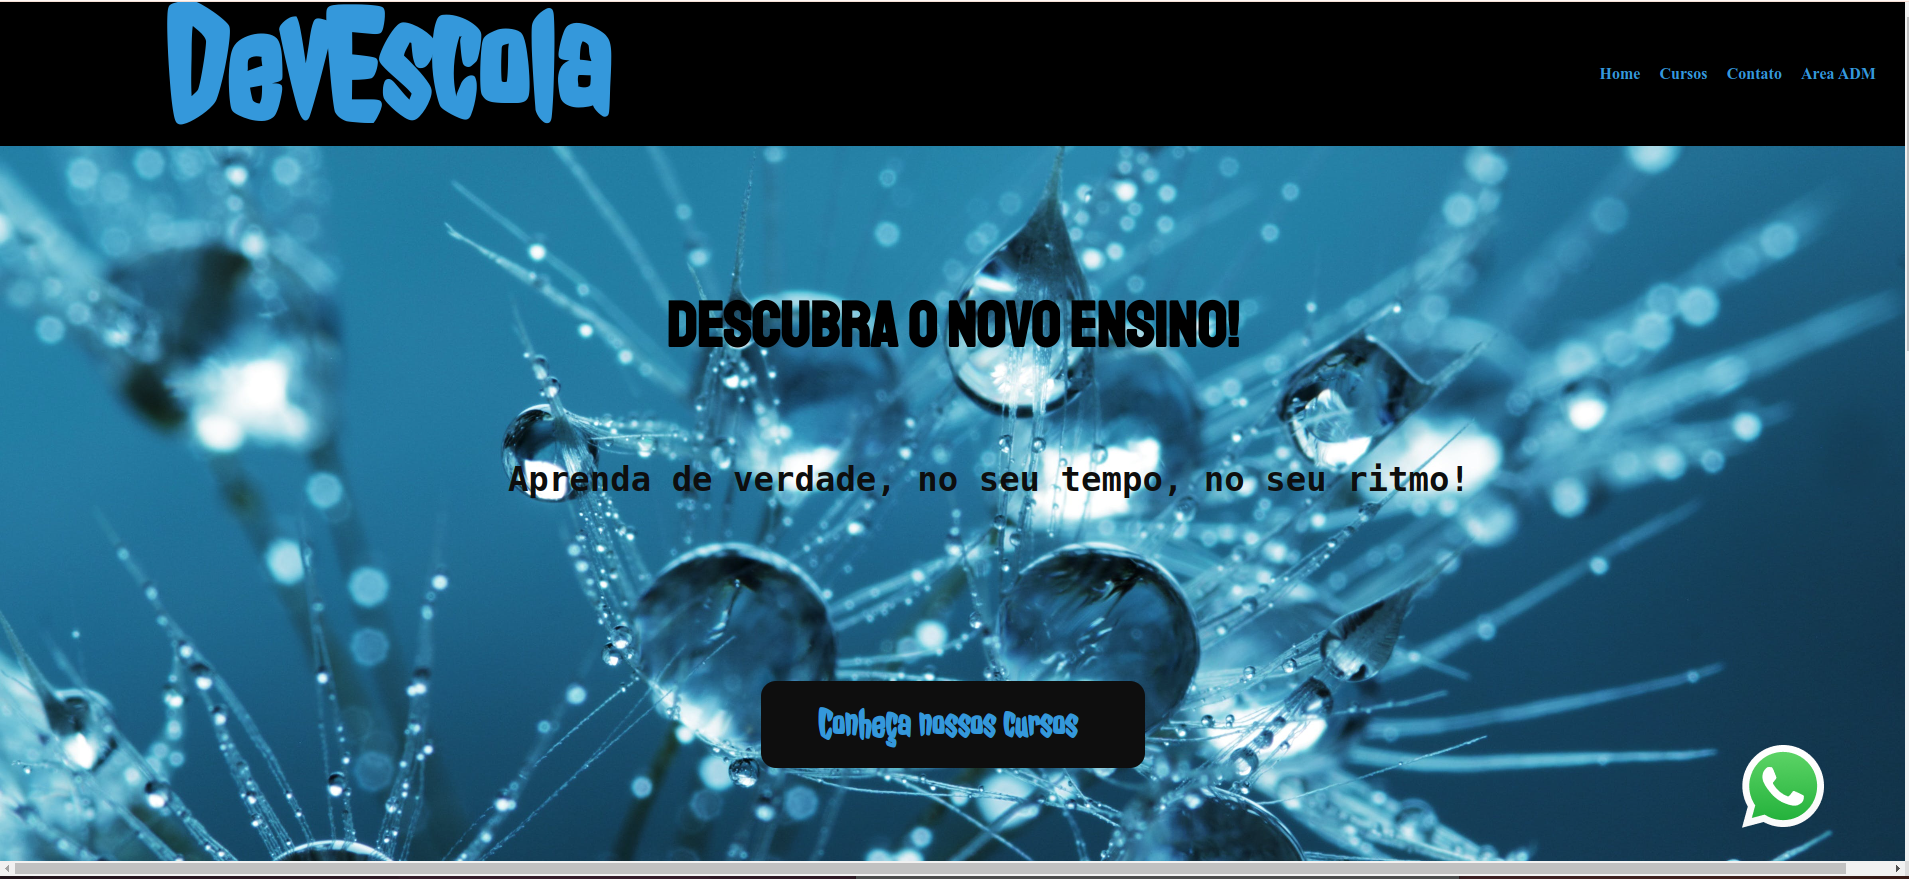 DevEscola
Home Cursos Contato Area ADM
DESCUBRA O NOVO ENSINO!
Aprenda de verdade, no seu tempo, no seu ritmo!
Conheça nossos cursos